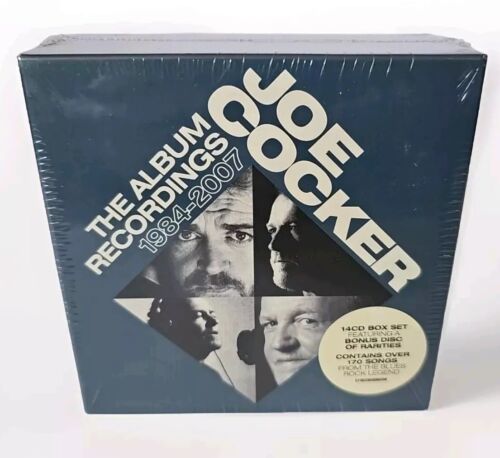 JOE
COCKER
THE ALBUM
RECORDINGS
1984-2007
14CD BOX SET
FEATURING A
BONUS DISC
OF RARITIES
CONTAINS OVER
170 SONGS
FROM THE BLUES
ROCK LEGEND